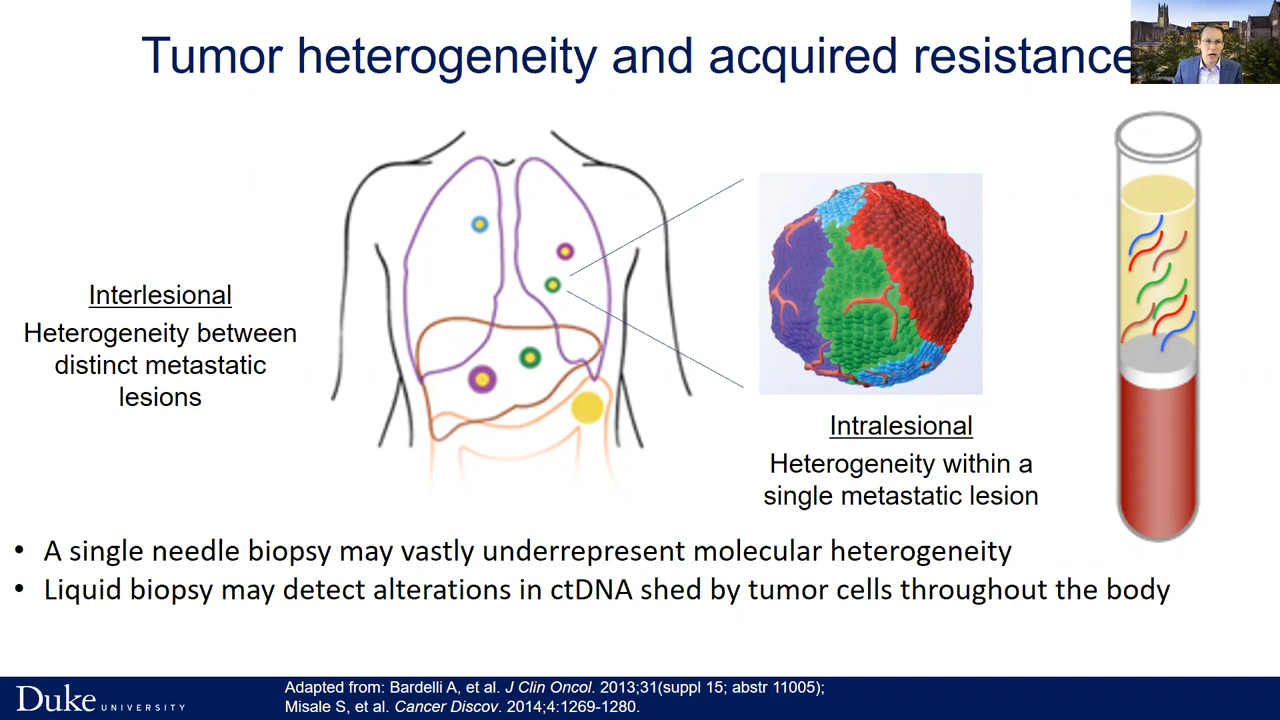 Tumor heterogeneity and acquired resistance
Interlesional
Heterogeneity between
distinct metastatic
lesions
Intralesional
Heterogeneity within a
single metastatic lesion
• A single needle biopsy may vastly underrepresent molecular heterogeneity
• Liquid biopsy may detect alterations in ctDNA shed by tumor cells throughout the body
Duke UNIVERSITY
Adapted from: Bardelli A, et al. J Clin Oncol. 2013;31(suppl 15; abstr 11005);
Misale S, et al. Cancer Discov. 2014;4:1269-1280.